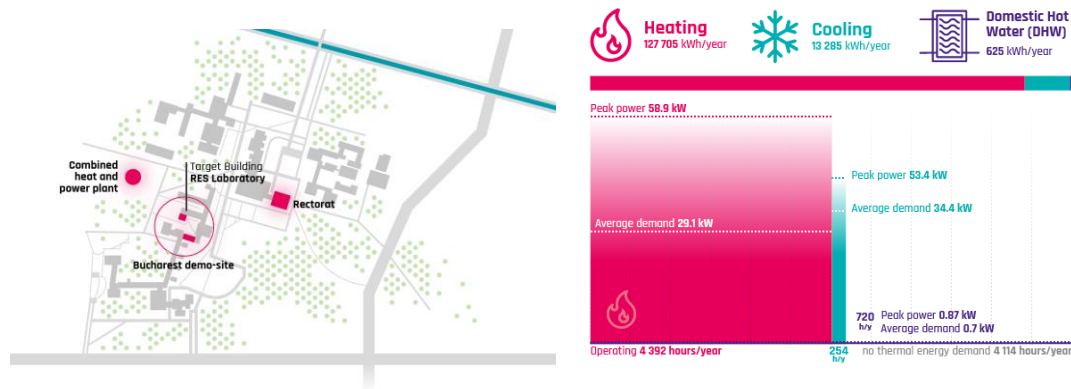 Combined
heat and
power plant
Target Building
RES Laboratory
Rectorat
Bucharest demo-site
Heating
127 705 kWh/year
Cooling
13 285 kWh/year
Domestic Hot
Water (DHW)
625 kWh/year
Peak power 58.9 kW
Peak power 53.4 kW
Average demand 34.4 kW
Average demand 29.1 kW
720
h/y
Peak power 0.87 kW
Average demand 0.7 kW
Operating 4 392 hours/year
254
h/y
no thermal energy demand 4 114 hours/year